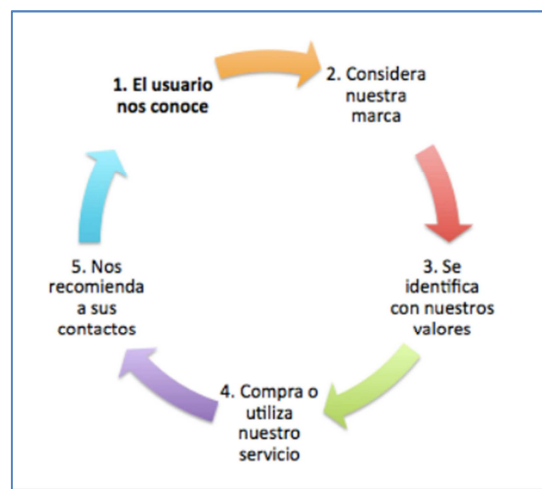 1. El usuario
nos conoce
2. Considera
nuestra
marca
3. Se
identifica
con nuestros
valores
4. Compra o
utiliza
nuestro
servicio
5. Nos
recomienda
a sus
contactos